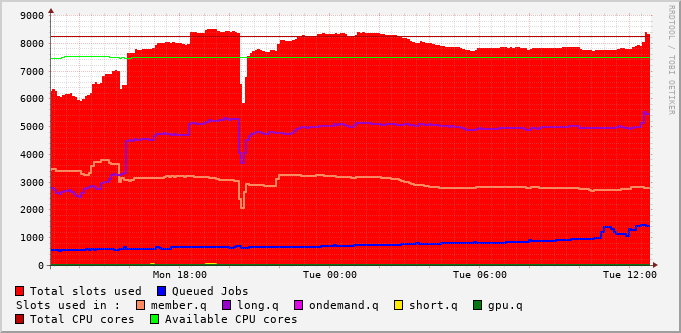 9000
8000
7000
6000
5000
4000
3000
2000
1000
0
Mon 18:00 Tue 00:00 Tue 06:00 Tue 12:00
RRDTOOL / TOBI OETIKER
Total slots used Queued Jobs
Slots used in : member.q long.q ondemand.q short.q gpu.q
Total CPU cores Available CPU cores